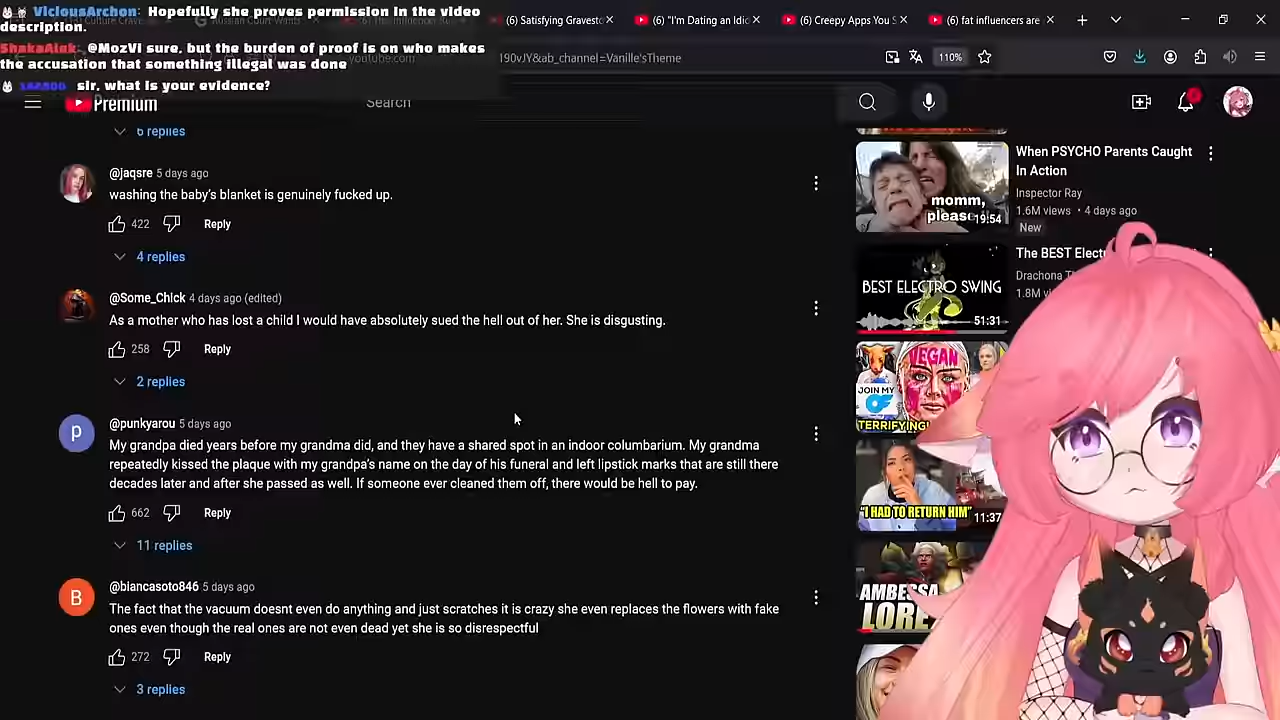 ViciousArchon: Hopefully she proves permission in the video
description.
ShakaAlak: @MozVi sure, but the burden of proof is on who makes
the accusation that something illegal was done
sir, what is your evidence?
(6) Satisfying Gravesto
(6) "I'm Dating an Idio
(6) Creepy Apps You S
(6) fat influencers are
190vJY&ab_channel=Vanille'sTheme
110%
Premium
Search
6 replies
@jaqsre 5 days ago
washing the baby's blanket is genuinely fucked up.
422 Reply
4 replies
@Some_Chick 4 days ago (edited)
As a mother who has lost a child I would have absolutely sued the hell out of her. She is disgusting.
258 Reply
2 replies
P
@punkyarou 5 days ago
My grandpa died years before my grandma did, and they have a shared spot in an indoor columbarium. My grandma
repeatedly kissed the plaque with my grandpa's name on the day of his funeral and left lipstick marks that are still there
decades later and after she passed as well. If someone ever cleaned them off, there would be hell to pay.
662 Reply
11 replies
B
@biancasoto846 5 days ago
The fact that the vacuum doesnt even do anything and just scratches it is crazy she even replaces the flowers with fake
ones even though the real ones are not even dead yet she is so disrespectful
272 Reply
3 replies
momm,
please
19:54
When PSYCHO Parents Caught
In Action
Inspector Ray
1.6M views • 4 days ago
New
BEST ELECTRO SWING
51:31
The BEST Elect
Drachona T
1.8M vi
VEGAN
JOIN MY
TERRIFYING!
"I HAD TO RETURN HIM"
11:37
AMBESSA
LORE